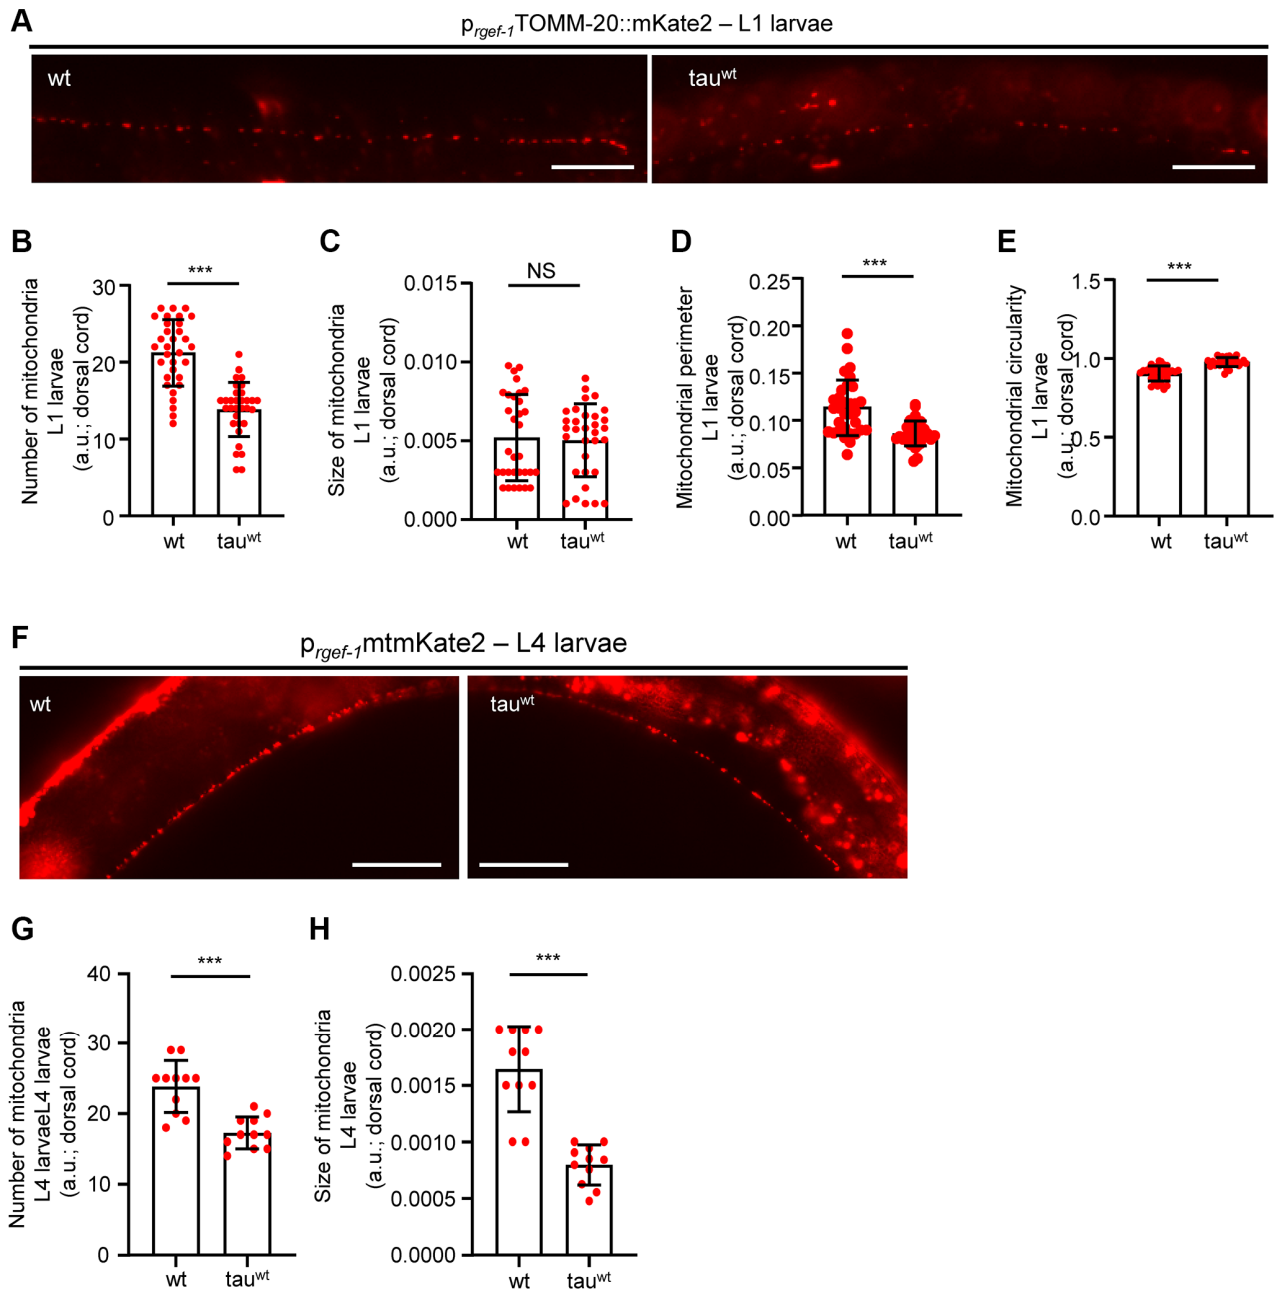 A
p rgef-1 TOMM-20::mKate2 – L1 larvae
wt
tau wt
B
Number of mitochondria
L1 larvae
(a.u.; dorsal cord)
30
20
10
0
***
wt
tau wt
C
Size of mitochondria
L1 larvae
(a.u.; dorsal cord)
0.015
0.010
0.005
0.000
NS
wt
tau wt
D
Mitochondrial perimeter
L1 larvae
(a.u.; dorsal cord)
0.25
0.20
0.15
0.10
0.05
0.00
***
wt
tau wt
E
Mitochondrial circularity
L1 larvae
(a.u.; dorsal cord)
1.5
1.0
0.5
0.0
***
wt
tau wt
F
p rgef-1 mtmKate2 – L4 larvae
wt
tau wt
G
Number of mitochondria
L4 larvaeL4 larvae
(a.u.; dorsal cord)
40
30
20
10
0
***
wt
tau wt
H
Size of mitochondria
L4 larvae
(a.u.; dorsal cord)
0.0025
0.0020
0.0015
0.0010
0.0005
0.0000
***
wt
tau wt